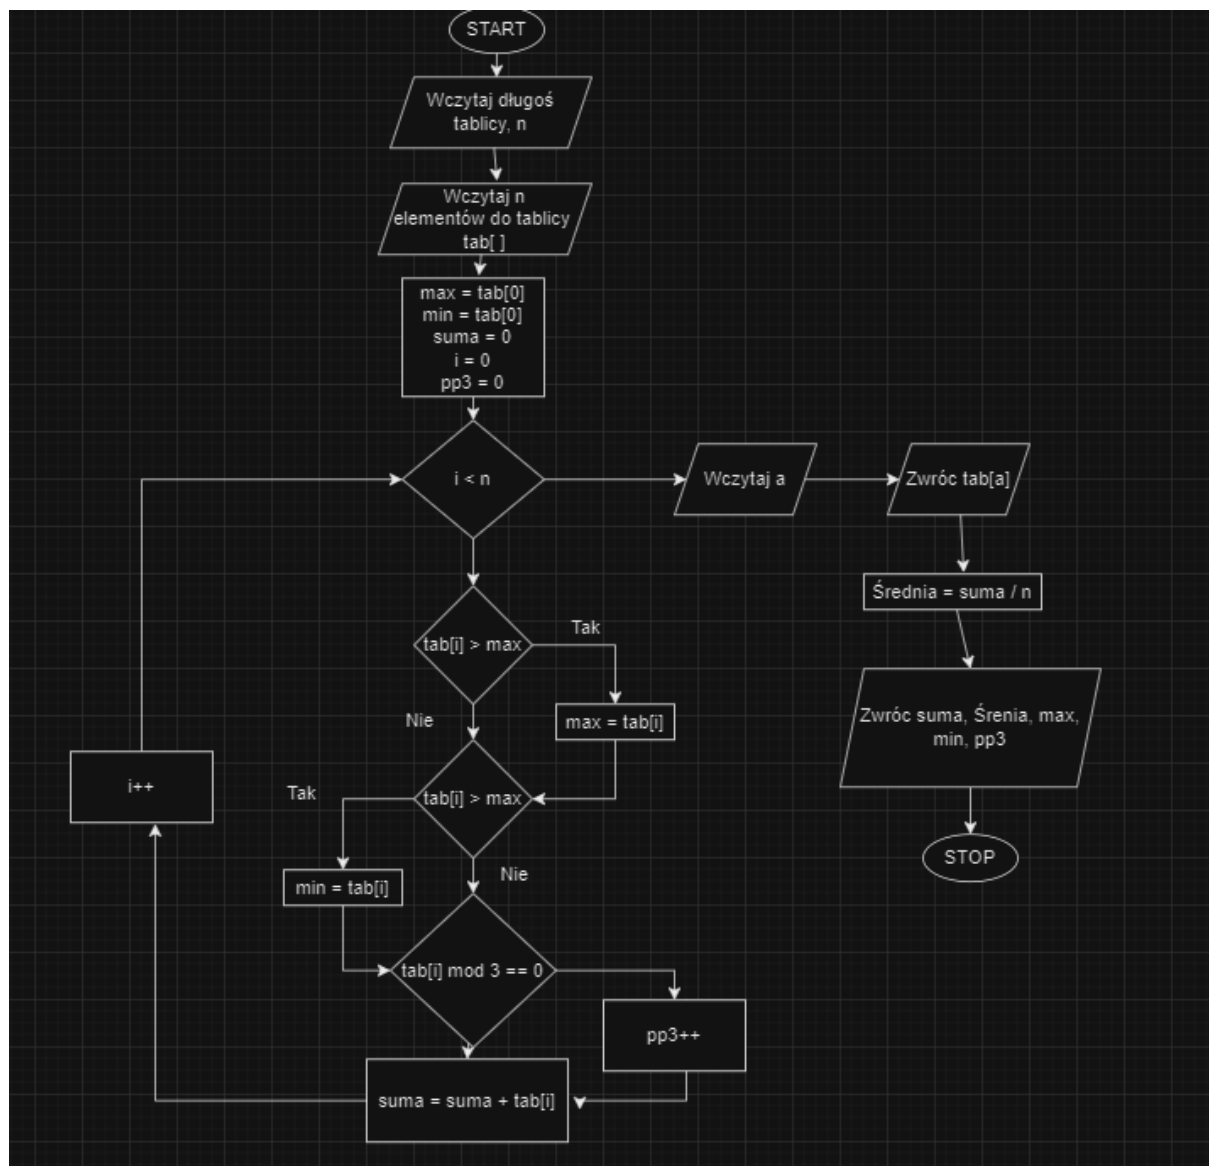 START
Wczytaj długoś
tablicy, n
Wczytaj n
elementów do tablicy
tab[ ]
max = tab[0]
min = tab[0]
suma = 0
i = 0
pp3 = 0
i < n
Wczytaj a
Zwróc tab[a]
Średnia = suma / n
tab[i] > max
Tak
Nie
max = tab[i]
Zwróc suma, Śrenia, max,
min, pp3
i++
Tak
tab[i] > max
STOP
Nie
min = tab[i]
tab[i] mod 3 == 0
pp3++
suma = suma + tab[i]